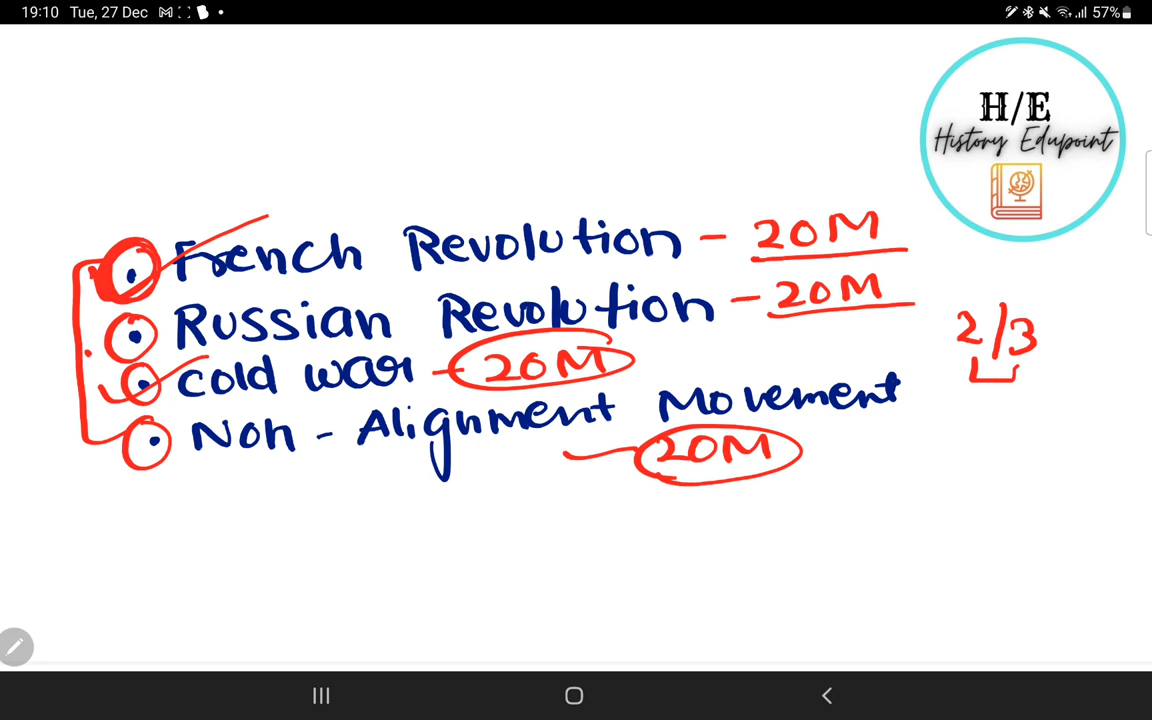 19:10 Tue, 27 Dec 57%
H/E
History Edupoint
French Revolution - 20M
Russian Revolution - 20M
2/3
Cold war - 20M
Non - Alignment Movement
- 20M